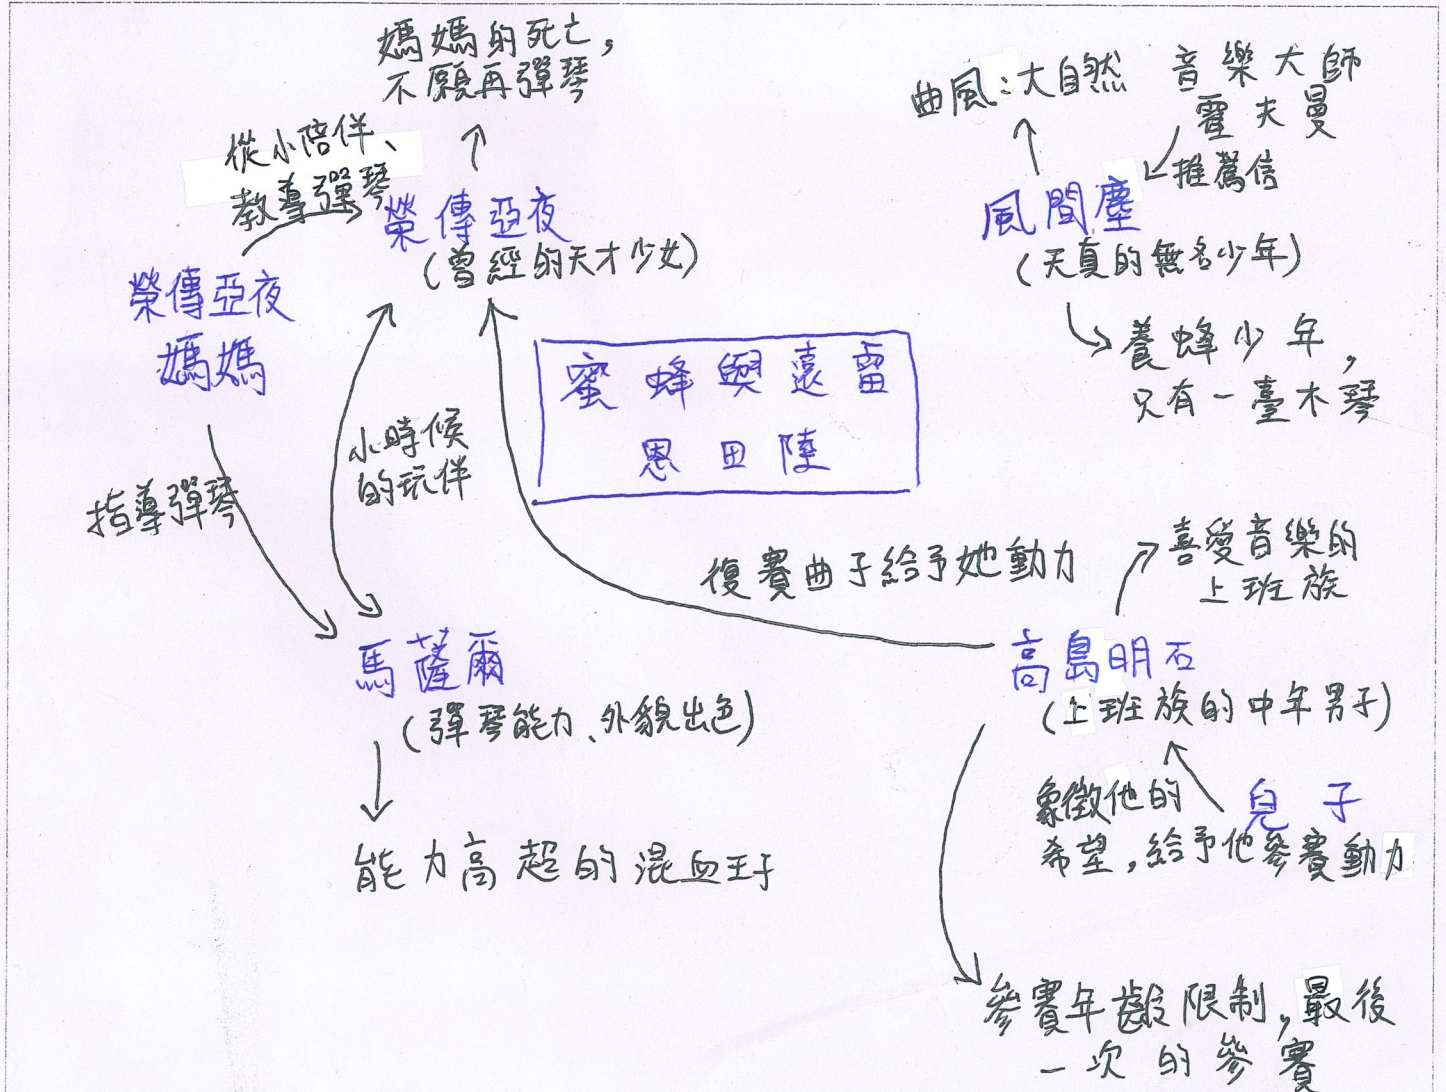 媽媽的死亡，
不願再彈琴
從小陪伴、
教導彈琴
榮傳亞夜
(曾經的天才少女)
榮傳亞夜
媽媽
指導彈琴
小時候
的玩伴
馬薩爾
(彈琴能力、外貌出色)
能力高超的混血王子
蜜蜂與遠雷
恩田陸
曲風：大自然
音樂大師
霍夫曼
推薦信
風間塵
(天真的無名少年)
養蜂少年，
只有一臺木琴
復賽曲子給予她動力
喜愛音樂的
上班族
高島明石
(上班族的中年男子)
兒子
象徵他的
希望，給予他參賽動力
參賽年齡限制，最後
一次的參賽